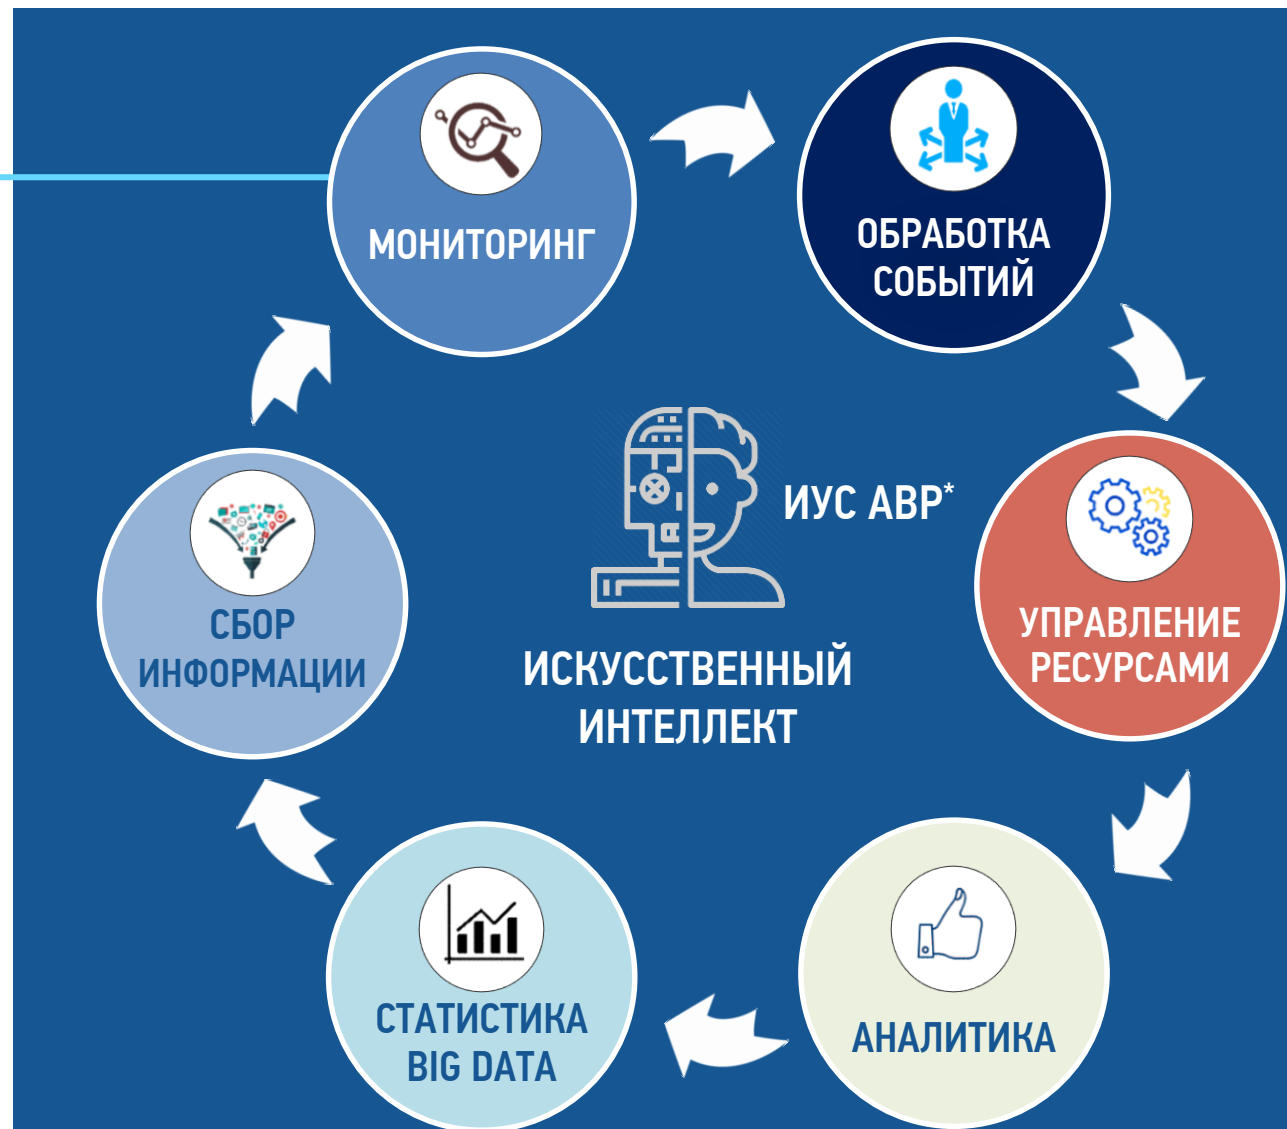 МОНИТОРИНГ
ОБРАБОТКА
СОБЫТИЙ
ИУС АВР*
УПРАВЛЕНИЕ
РЕСУРСАМИ
СБОР
ИНФОРМАЦИИ
ИСКУССТВЕННЫЙ
ИНТЕЛЛЕКТ
СТАТИСТИКА
BIG DATA
АНАЛИТИКА